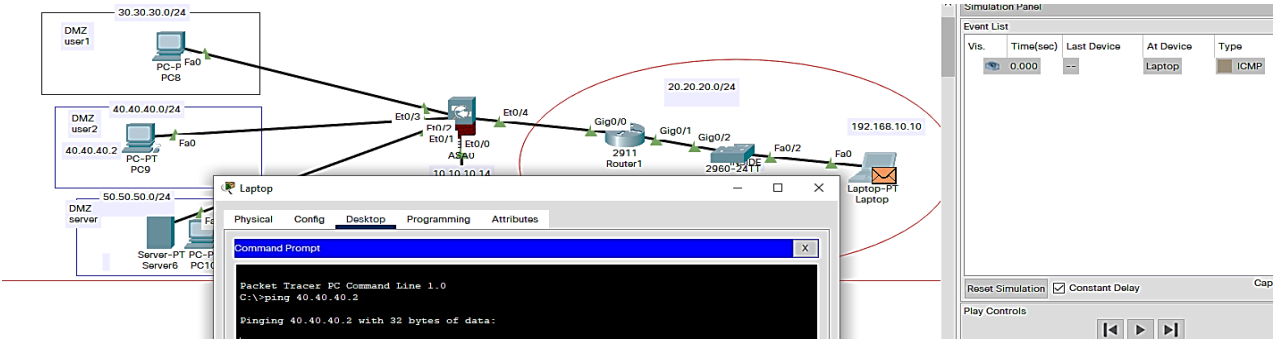 30.30.30.0/24
DMZ
user1
PC-P
PC8
Fa0
40.40.40.0/24
DMZ
user2
40.40.40.2
Fa0
PC-PT
PC9
50.50.50.0/24
DMZ
server
Server-PT
Server6
Et0/3
Et0/2
Et0/1
Et0/0
Et0/4
10.10.10.14
20.20.20.0/24
Gig0/0
2911
Router1
Gig0/1
Gig0/2
2960-24TT
Fa0/2
192.168.10.10
Fa0
Laptop-PT
Laptop
Laptop
Physical Config Desktop Programming Attributes
Command Prompt
X
Packet Tracer PC Command Line 1.0
C:\>ping 40.40.40.2
Pinging 40.40.40.2 with 32 bytes of data:
Simulation Panel
Event List
Vis. Time(sec) Last Device At Device Type
0.000 -- Laptop ICMP
Reset Simulation Constant Delay
Play Controls